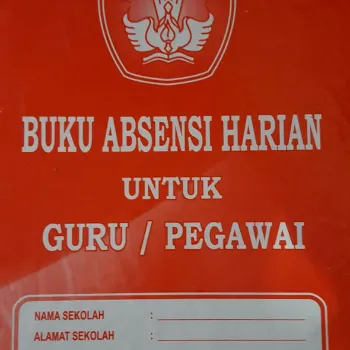 BUKU ABSENSI HARIAN
UNTUK
GURU / PEGAWAI
NAMA SEKOLAH :
ALAMAT SEKOLAH :